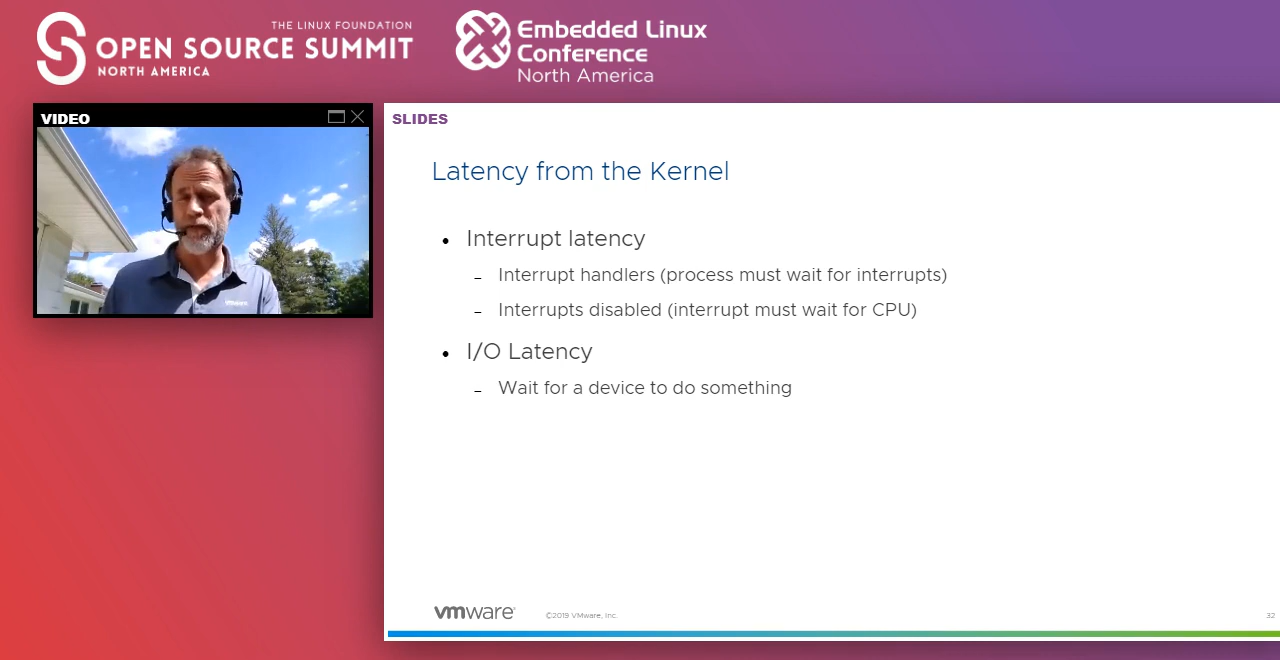 THE LINUX FOUNDATION
OPEN SOURCE SUMMIT
NORTH AMERICA
Embedded Linux
Conference
North America
VIDEO
SLIDES
Latency from the Kernel
• Interrupt latency
– Interrupt handlers (process must wait for interrupts)
– Interrupts disabled (interrupt must wait for CPU)
• I/O Latency
– Wait for a device to do something
vmware®
©2019 VMware, Inc.
32